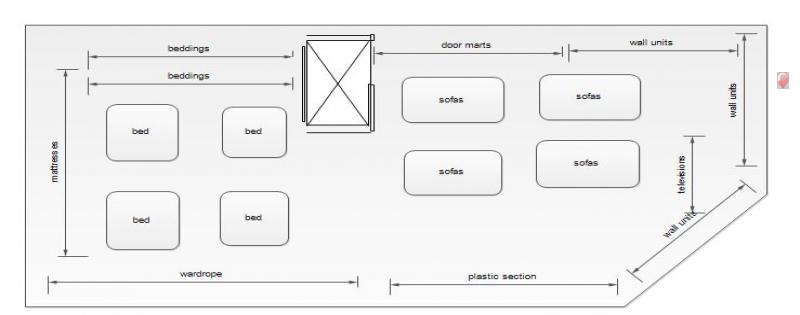 beddings
door marts
wall units
beddings
wall units
sofas
sofas
bed
bed
mattresses
sofas
sofas
televisions
bed
bed
wall units
wardrope
plastic section